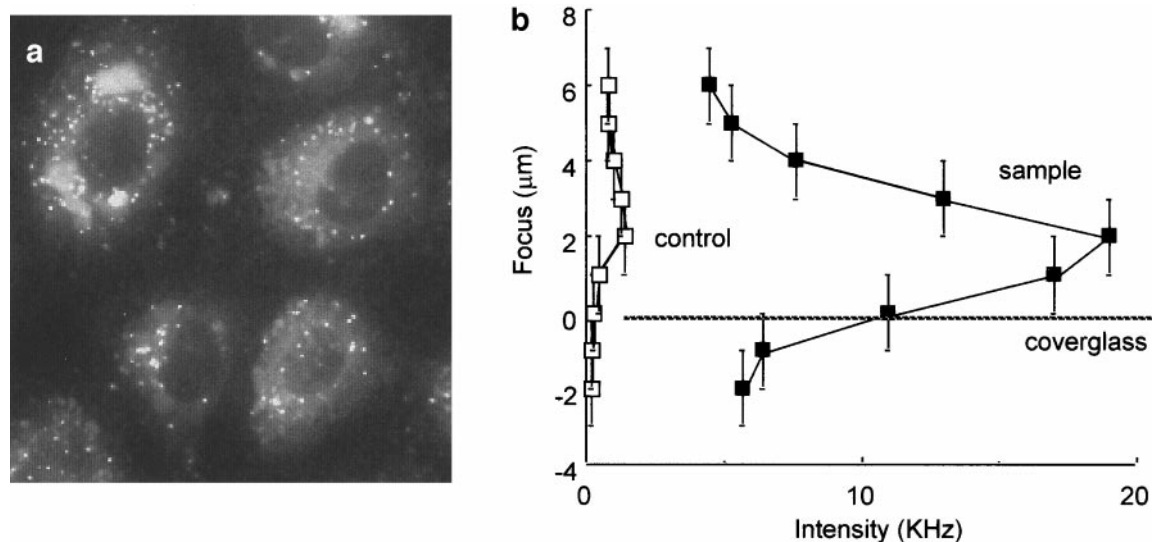 a
b
8
6
4
2
0
-2
-4
Focus (μm)
sample
control
coverglass
0
10
20
Intensity (KHz)